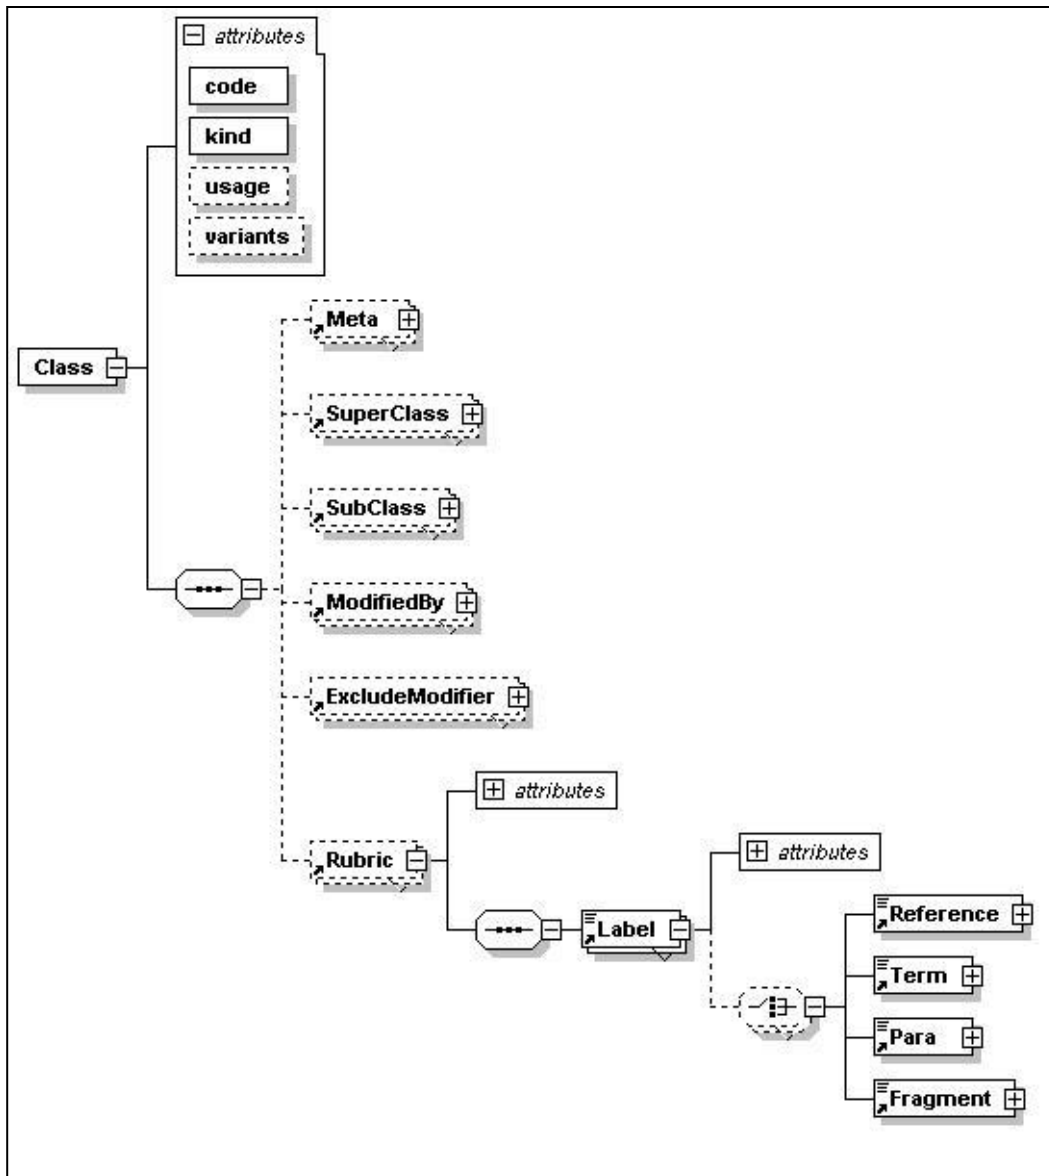 attributes
code
kind
usage
variants
Meta
Class
SuperClass
SubClass
ModifiedBy
ExcludeModifier
attributes
Rubric
attributes
Label
Reference
Term
Para
Fragment